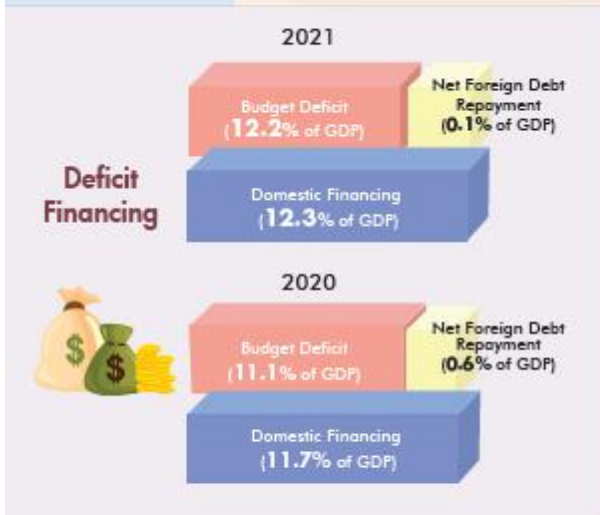 2021
Budget Deficit
(12.2% of GDP)
Net Foreign Debt
Repayment
(0.1% of GDP)
Deficit
Financing
Domestic Financing
(12.3% of GDP)
2020
Budget Deficit
(11.1% of GDP)
Net Foreign Debt
Repayment
(0.6% of GDP)
$
$
Domestic Financing
(11.7% of GDP)